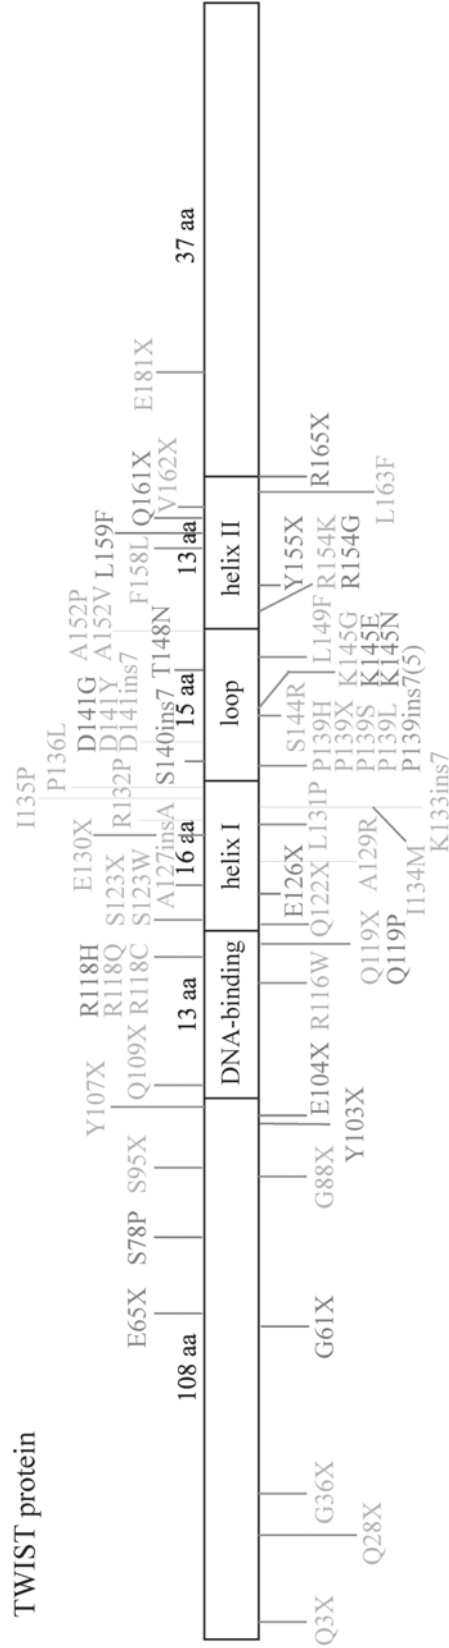 TWIST protein
I135P
P136L
D141G A152P
D141Y A152V L159F
D141ins7
E130X
R132P
R118H
S123X
R118Q
S123W
R118C
A127insA
Y107X
Q109X
S95X
S78P
E65X
S140ins7 T148N
F158L
Q161X
V162X
E181X
108 aa
13 aa
16 aa
15 aa
13 aa
37 aa
DNA-binding
helix I
loop
helix II
Q3X
Q28X
G36X
G61X
G88X
Y103X
E104X
R116W
Q119X
Q119P
Q122X
E126X
A129R
L131P
I134M
K133ins7
S144R
P139H
P139X
P139S
P139L
P139ins7(5)
L149F
K145G
K145E
K145N
Y155X
R154K
R154G
R165X
L163F